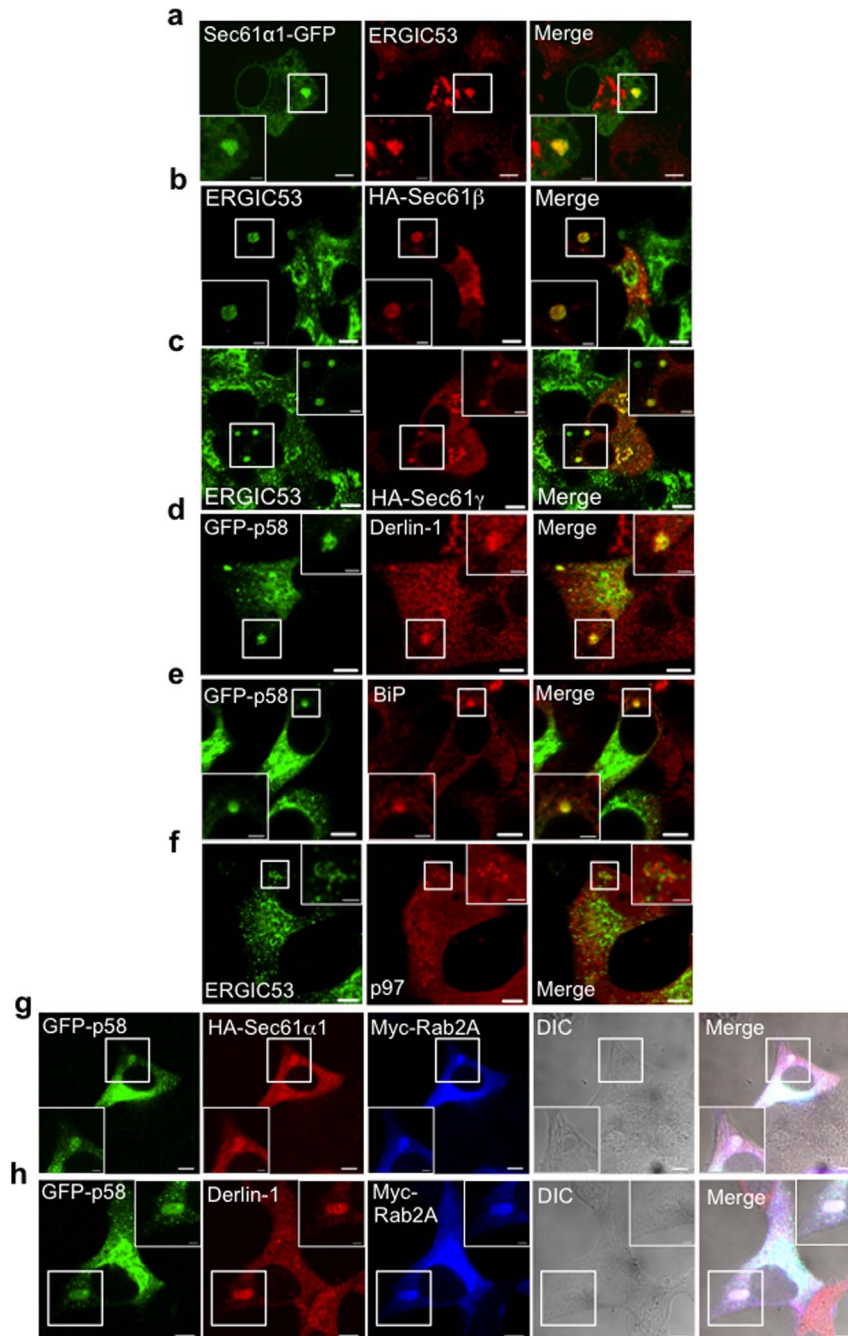 a
Sec61α1-GFP ERGIC53 Merge
b
ERGIC53 HA-Sec61β Merge
c
ERGIC53 HA-Sec61γ Merge
d
GFP-p58 Derlin-1 Merge
e
GFP-p58 BiP Merge
f
ERGIC53 p97 Merge
g
GFP-p58 HA-Sec61α1 Myc-Rab2A DIC Merge
h
GFP-p58 Derlin-1 Myc- DIC Merge
Rab2A